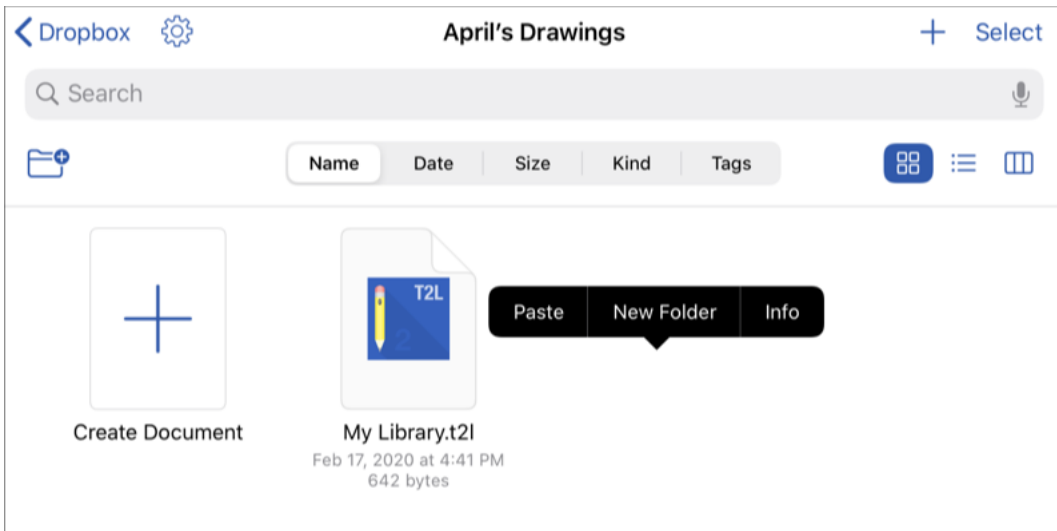 Dropbox April's Drawings Select
Search
Name Date Size Kind Tags
T2L
2
Paste New Folder Info
Create Document
My Library.t2l
Feb 17, 2020 at 4:41 PM
642 bytes